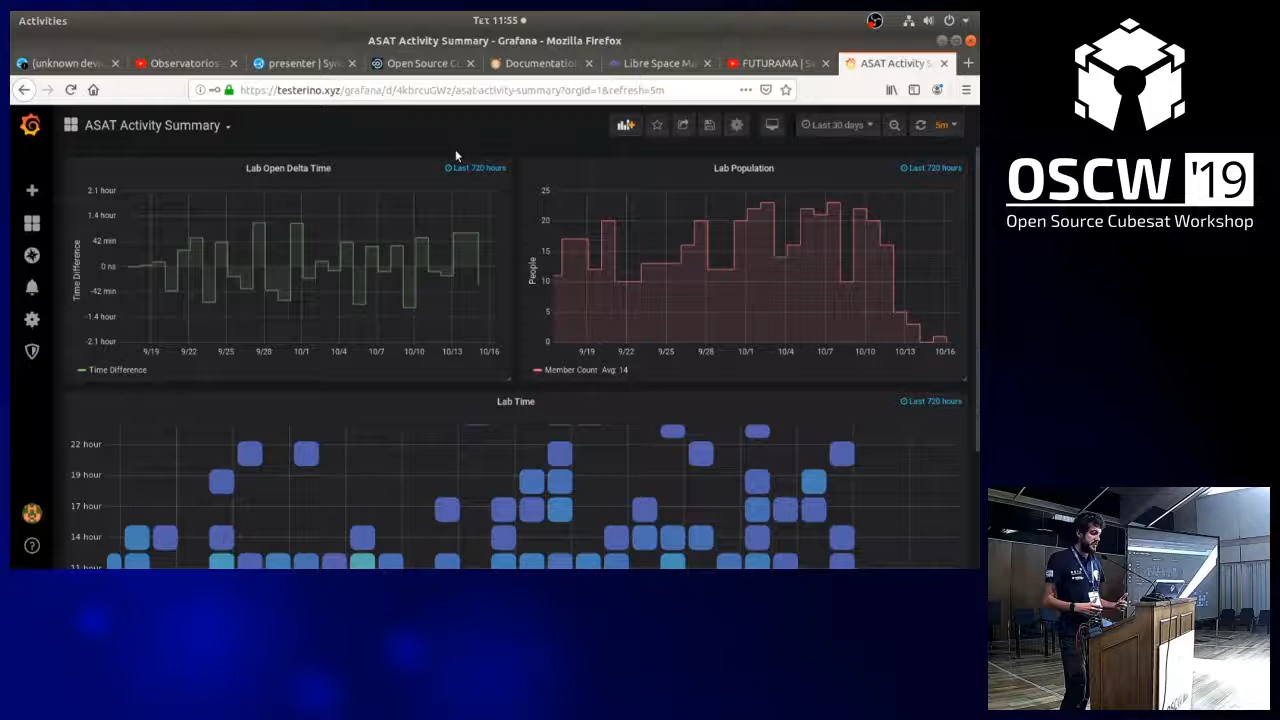 Activities
Τετ 11:55
ASAT Activity Summary - Grafana - Mozilla Firefox
(unknown dev
Observatorios
presenter | Syn
Open Source C
Documentatio
Libre Space Ma
FUTURAMA | S
ASAT Activity S
https://testerino.xyz/grafana/d/4kbrcuGWz/asat-activity-summary?orgId=1&refresh=5m
ASAT Activity Summary
Last 30 days
5m
Lab Open Delta Time
Last 720 hours
2.1 hour
1.4 hour
42 min
0 ns
-42 min
-1.4 hour
-2.1 hour
Time Difference
9/19 9/22 9/25 9/28 10/1 10/4 10/7 10/10 10/13 10/16
Time Difference
Lab Population
Last 720 hours
25
20
15
10
5
0
People
9/19 9/22 9/25 9/28 10/1 10/4 10/7 10/10 10/13 10/16
Member Count Avg: 14
Lab Time
Last 720 hours
22 hour
19 hour
17 hour
14 hour
11 hour
OSCW '19
Open Source Cubesat Workshop